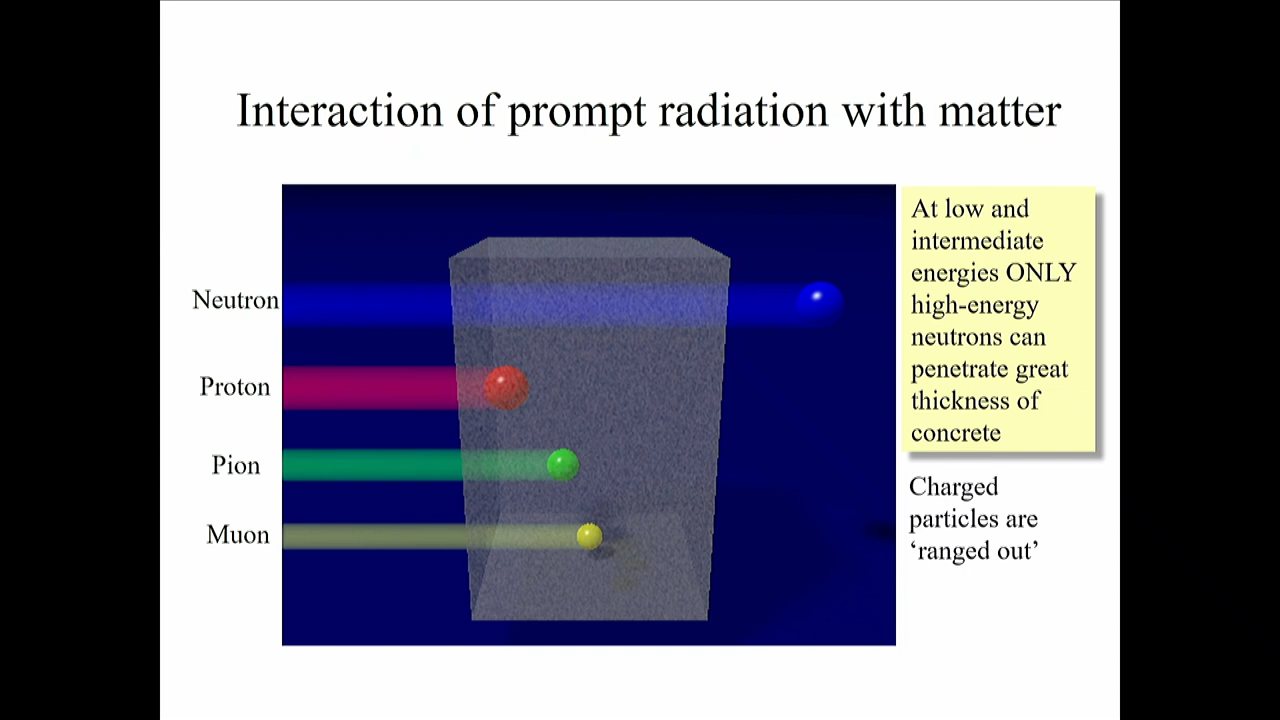 Interaction of prompt radiation with matter
Neutron
Proton
Pion
Muon
At low and
intermediate
energies ONLY
high-energy
neutrons can
penetrate great
thickness of
concrete
Charged
particles are
‘ranged out’